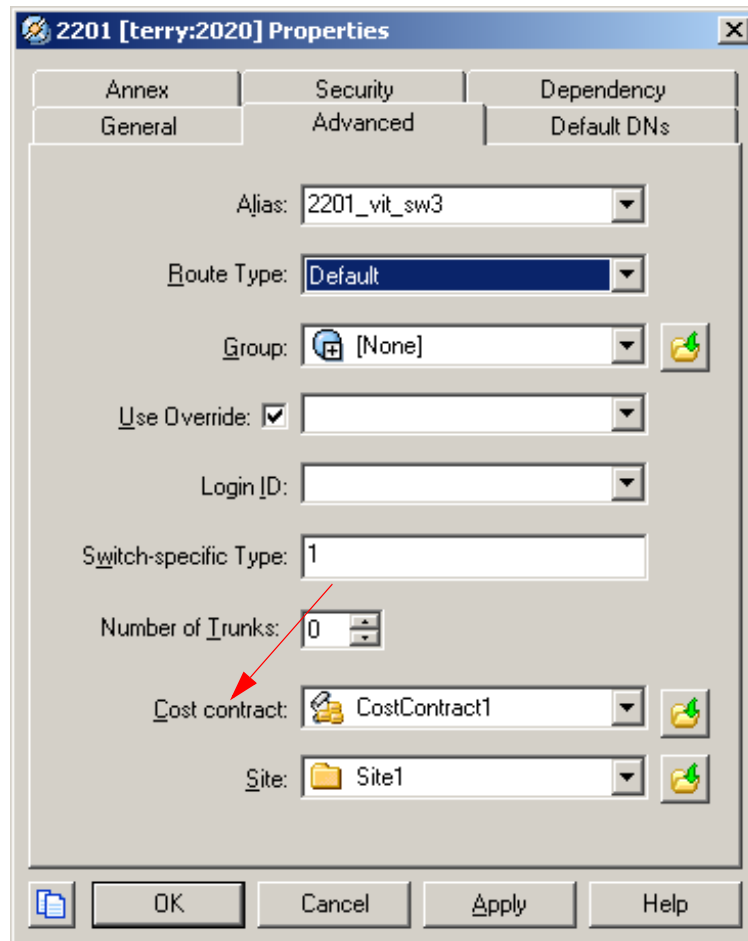 2201 [terry:2020] Properties
Annex Security Dependency
General Advanced Default DNs
Alias: 2201_vit_sw3
Route Type: Default
Group: [None]
Use Override:
Login ID:
Switch-specific Type: 1
Number of Trunks: 0
Cost contract: CostContract1
Site: Site1
OK Cancel Apply Help